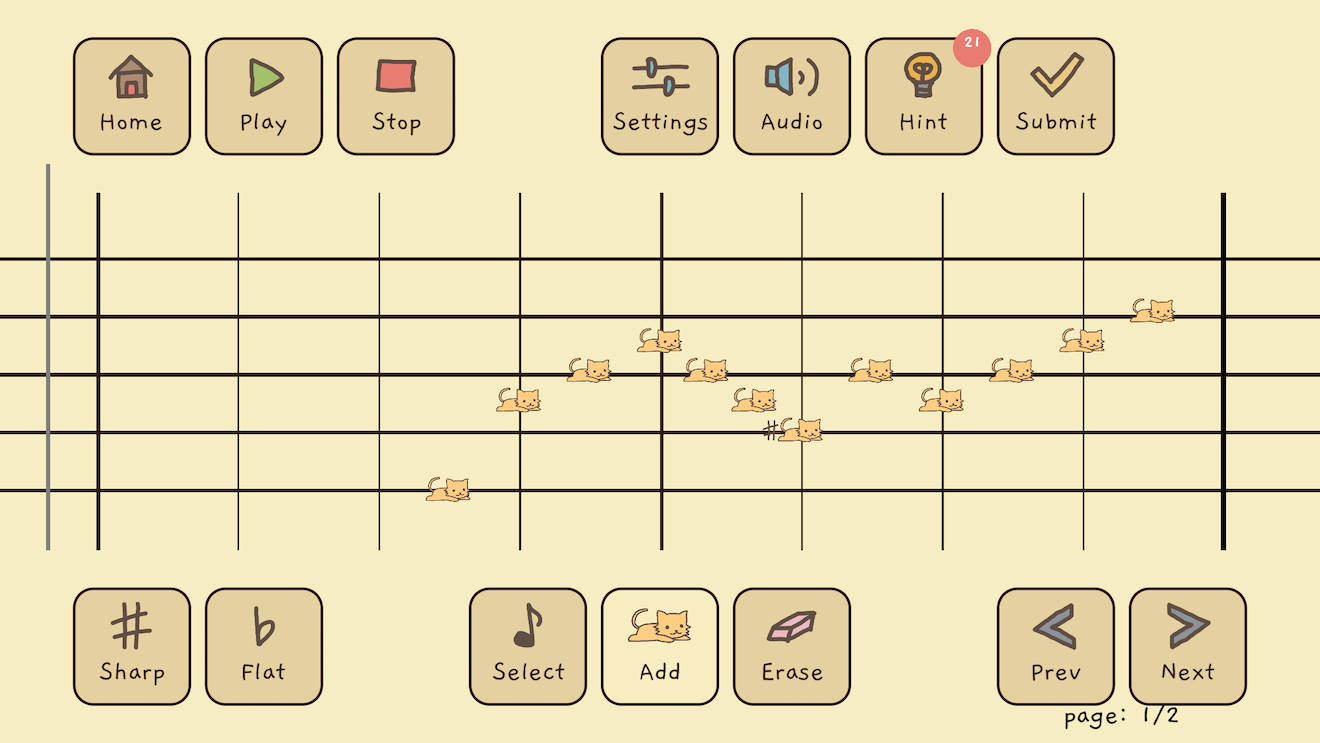 21
Home Play Stop Settings Audio Hint Submit
Sharp Flat Select Add Erase Prev Next
page: 1/2